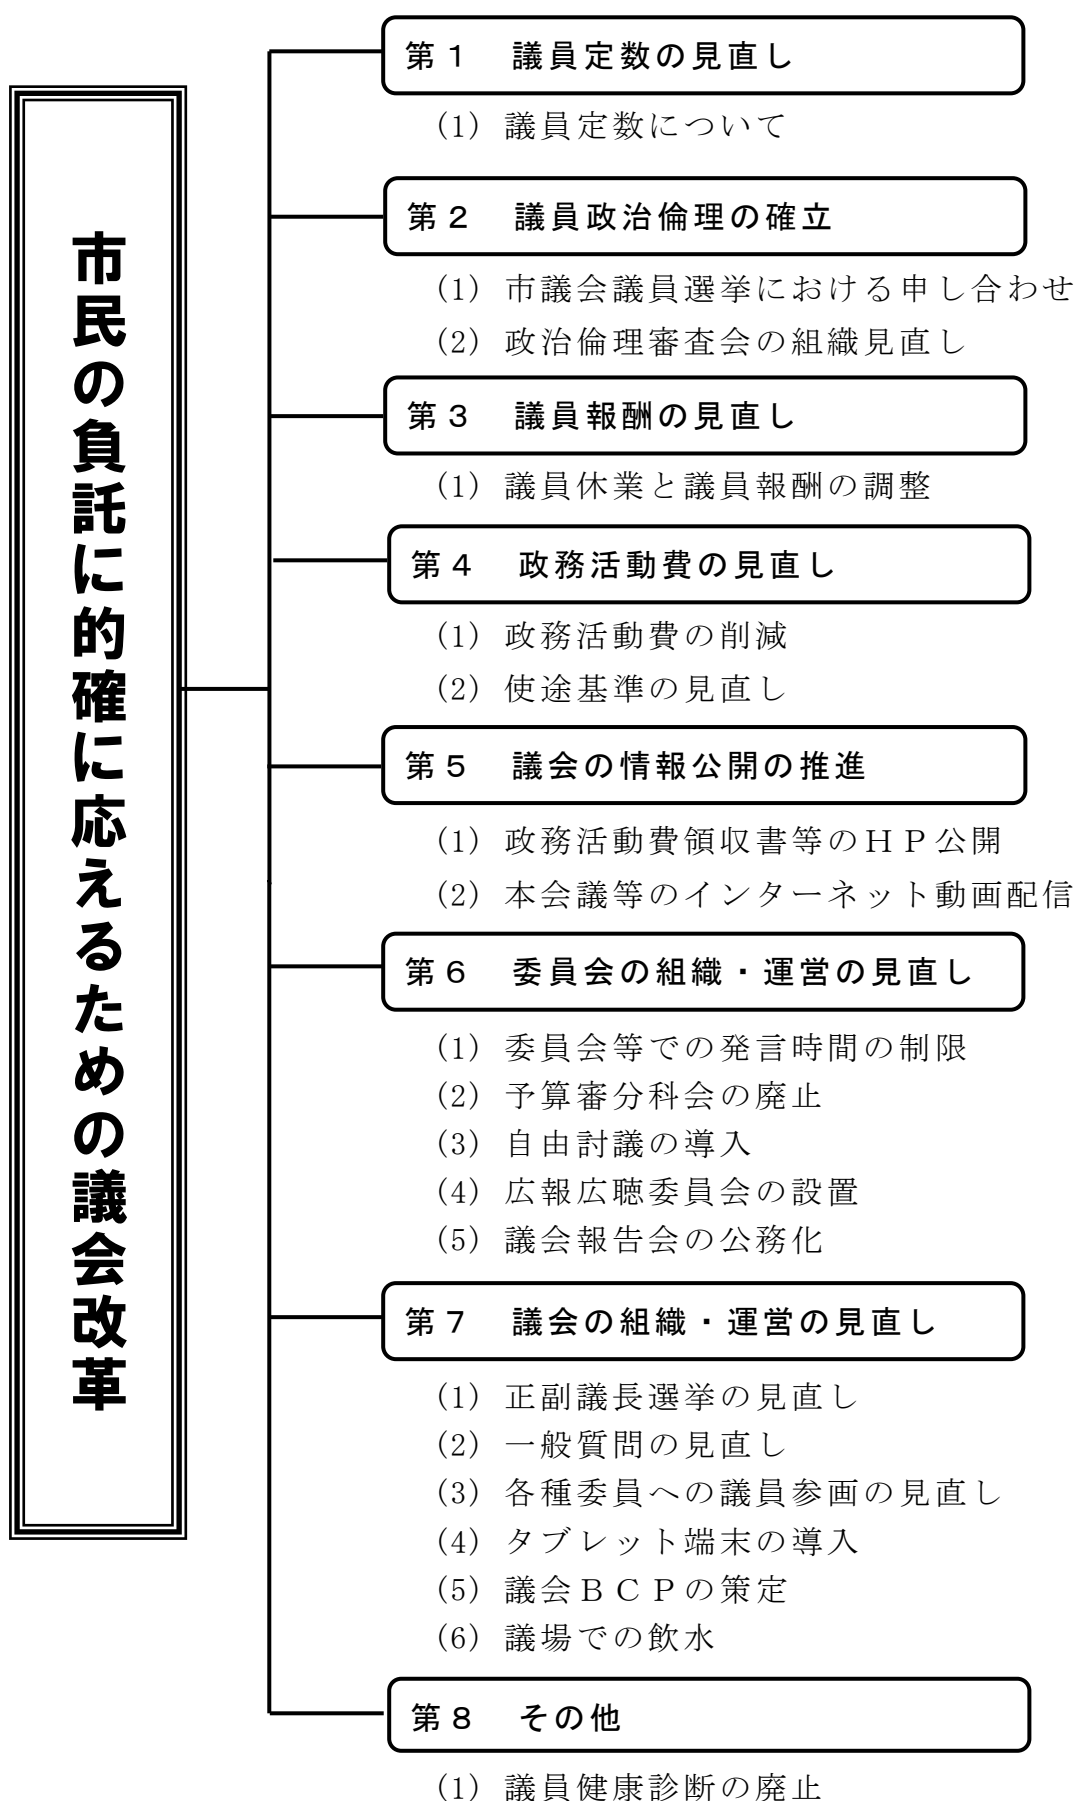 市民の負託に的確に応えるための議会改革
第１　議員定数の見直し
(1) 議員定数について
第２　議員政治倫理の確立
(1) 市議会議員選挙における申し合わせ
(2) 政治倫理審査会の組織見直し
第３　議員報酬の見直し
(1) 議員休業と議員報酬の調整
第４　政務活動費の見直し
(1) 政務活動費の削減
(2) 使途基準の見直し
第５　議会の情報公開の推進
(1) 政務活動費領収書等のＨＰ公開
(2) 本会議等のインターネット動画配信
第６　委員会の組織・運営の見直し
(1) 委員会等での発言時間の制限
(2) 予算審分科会の廃止
(3) 自由討議の導入
(4) 広報広聴委員会の設置
(5) 議会報告会の公務化
第７　議会の組織・運営の見直し
(1) 正副議長選挙の見直し
(2) 一般質問の見直し
(3) 各種委員への議員参画の見直し
(4) タブレット端末の導入
(5) 議会ＢＣＰの策定
(6) 議場での飲水
第８　その他
(1) 議員健康診断の廃止